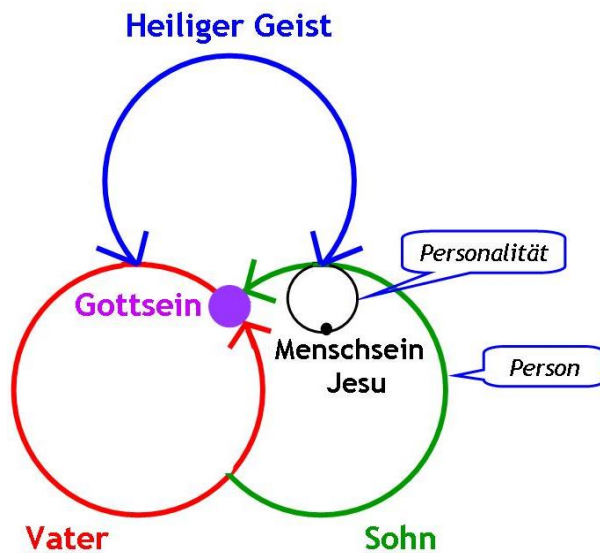 Heiliger Geist
Personalität
Gottsein
Menschsein
Jesu
Person
Vater
Sohn